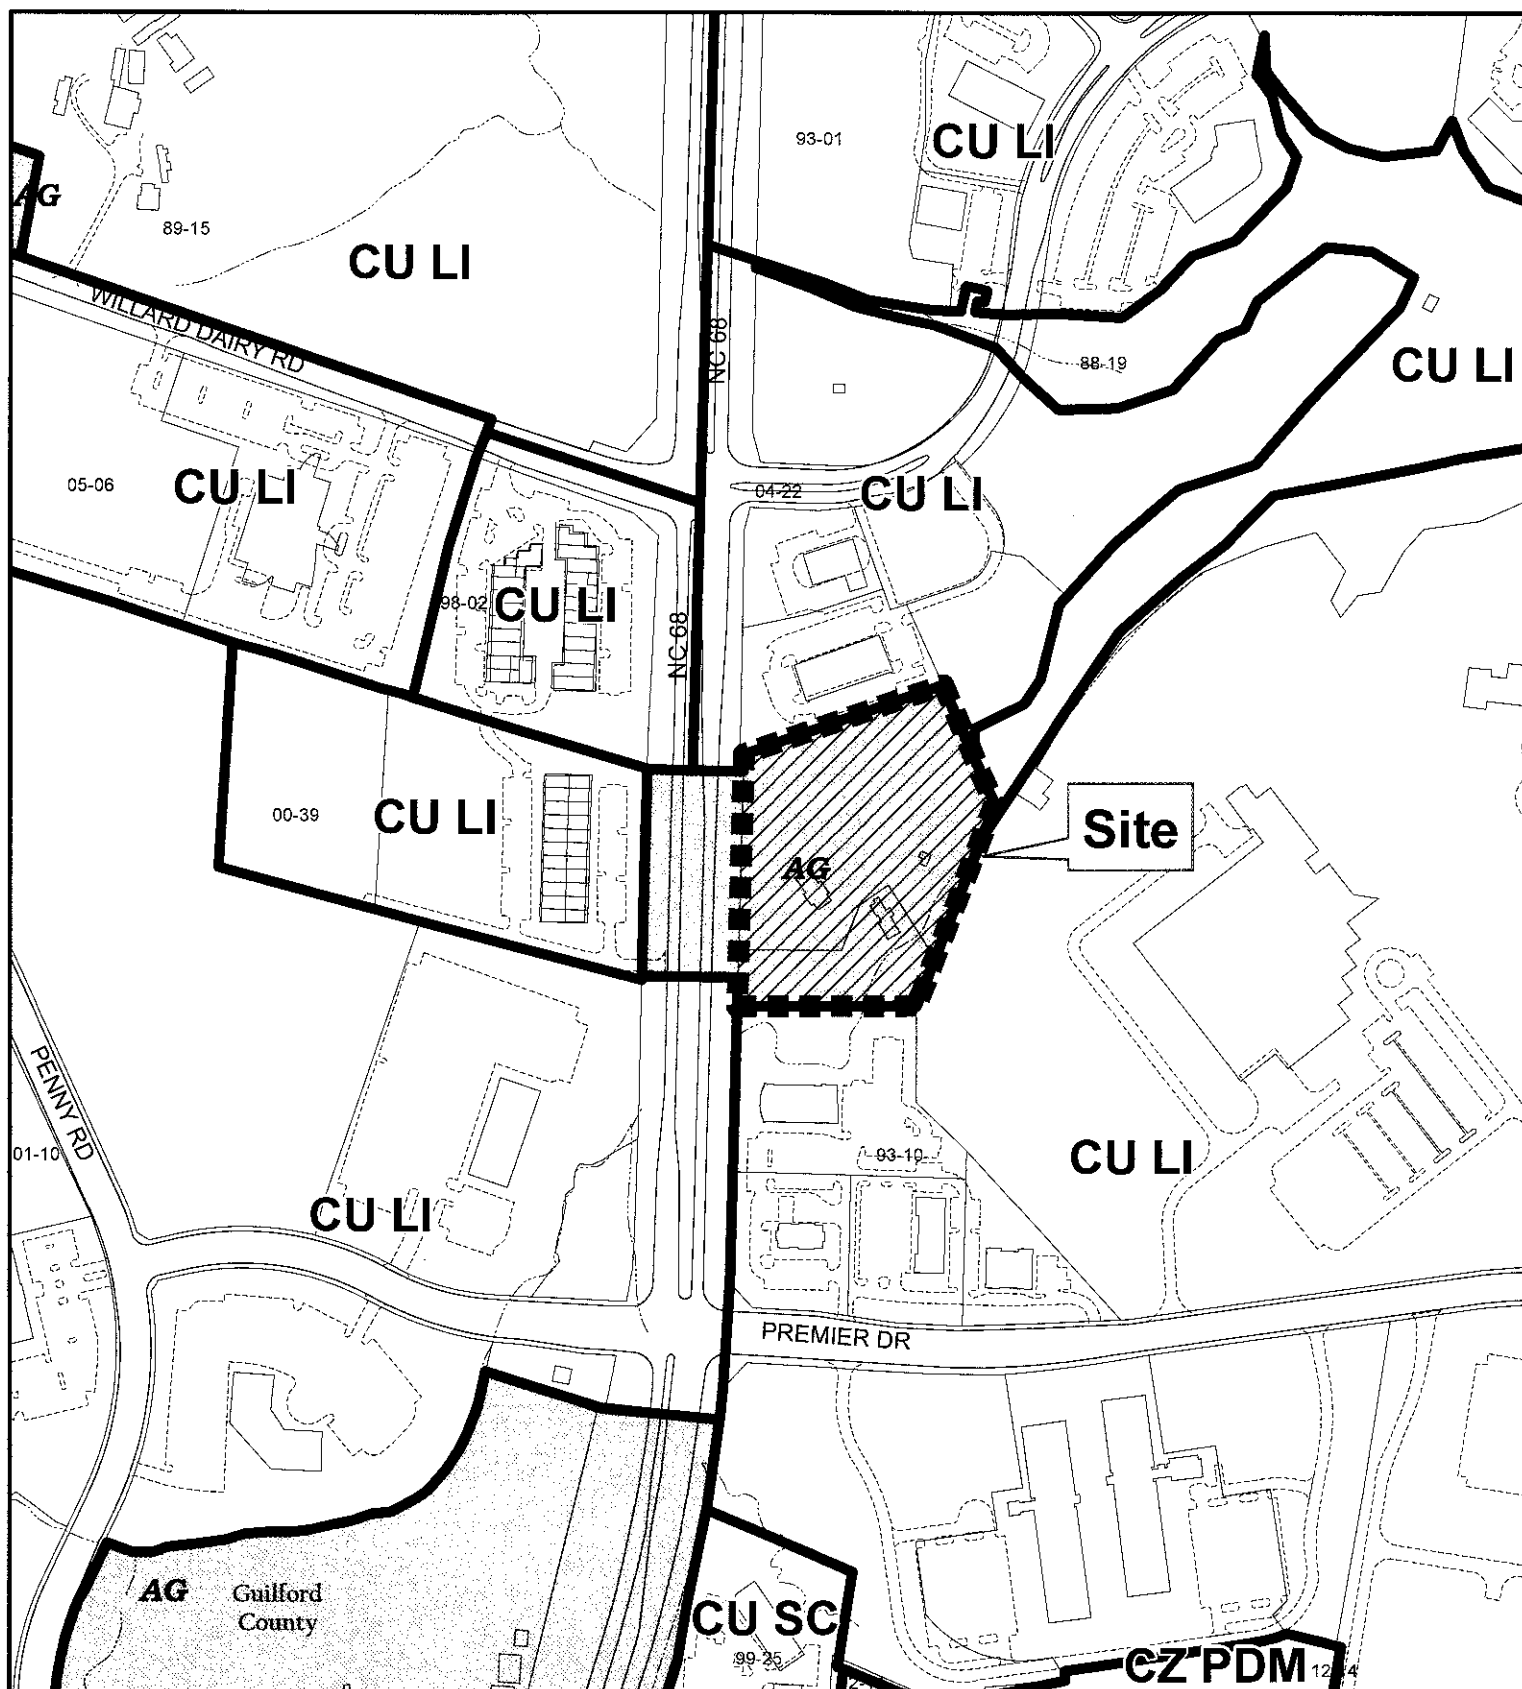 93-01
CU LI
AG
89-15
CU LI
WILLARD DAIRY RD
NC 68
88-19
CU LI
05-06
CU LI
04-22
CU LI
98-02
CU LI
NC 68
00-39
CU LI
Site
AG
PENNY RD
01-10
93-10
CU LI
CU LI
PREMIER DR
AG
Guilford
County
CU SC
99-25
CZ PDM